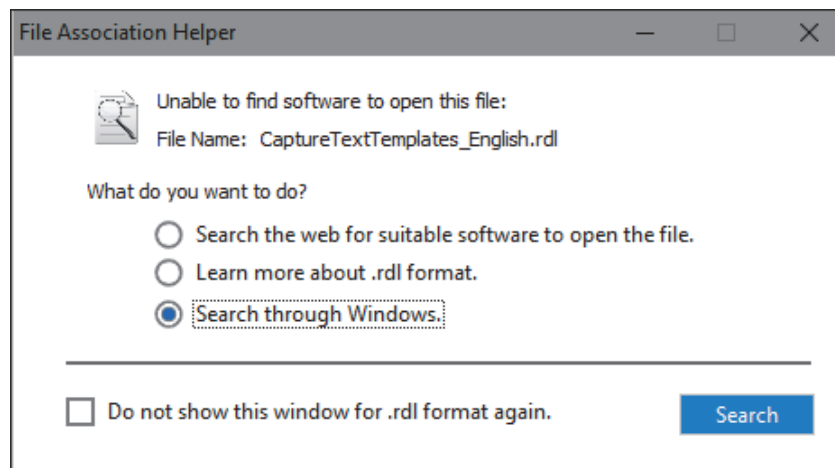 File Association Helper
Unable to find software to open this file:
File Name: CaptureTextTemplates_English.rdl
What do you want to do?
Search the web for suitable software to open the file.
Learn more about .rdl format.
Search through Windows.
Do not show this window for .rdl format again.
Search